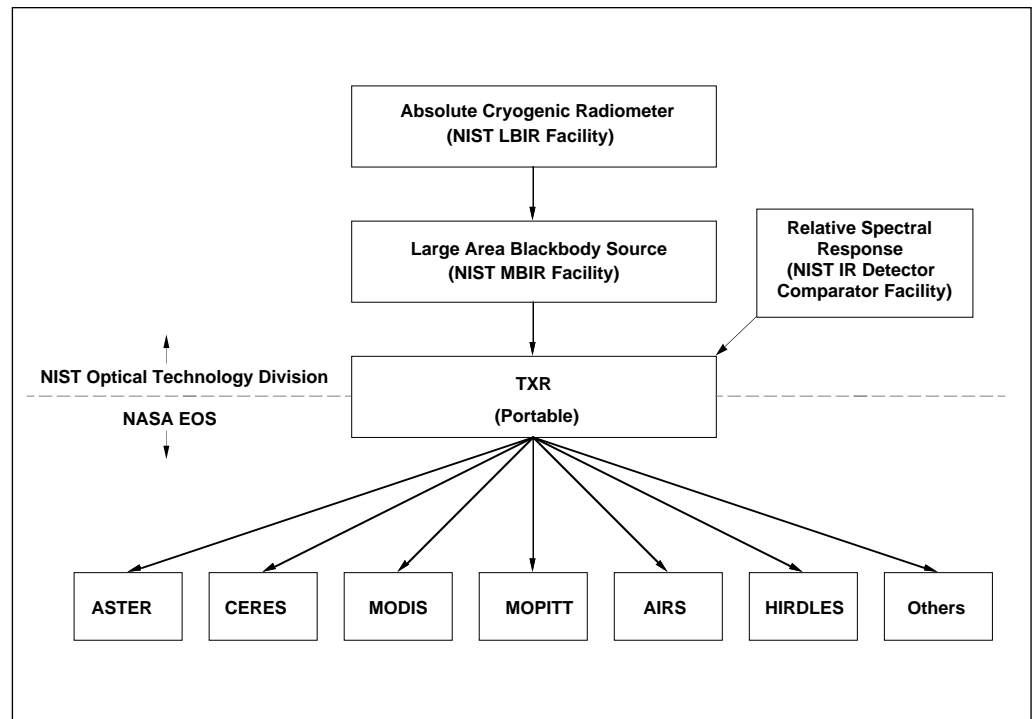 Absolute Cryogenic Radiometer
(NIST LBIR Facility)
Large Area Blackbody Source
(NIST MBIR Facility)
Relative Spectral
Response
(NIST IR Detector
Comparator Facility)
NIST Optical Technology Division
NASA EOS
TXR
(Portable)
ASTER
CERES
MODIS
MOPITT
AIRS
HIRDLES
Others